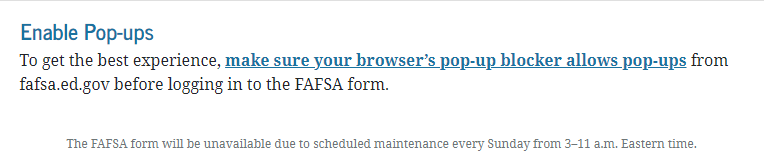 Enable Pop-ups
To get the best experience, make sure your browser’s pop-up blocker allows pop-ups from
fafsa.ed.gov before logging in to the FAFSA form.
The FAFSA form will be unavailable due to scheduled maintenance every Sunday from 3–11 a.m. Eastern time.